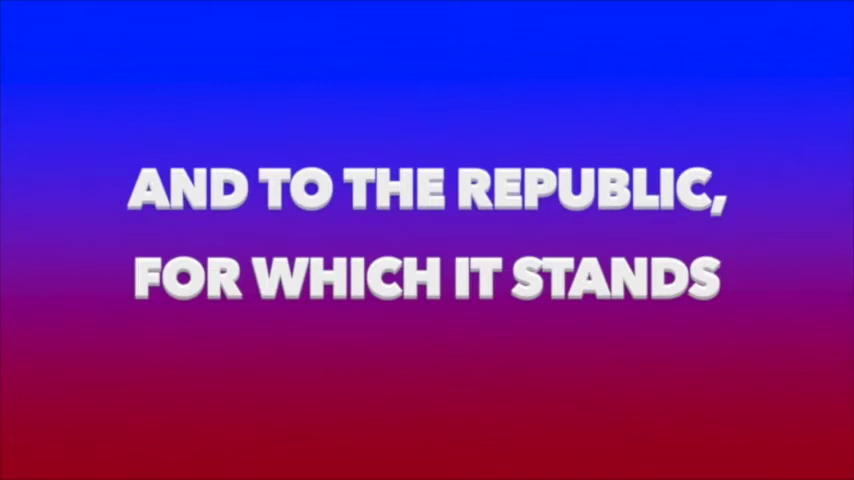 AND TO THE REPUBLIC,
FOR WHICH IT STANDS